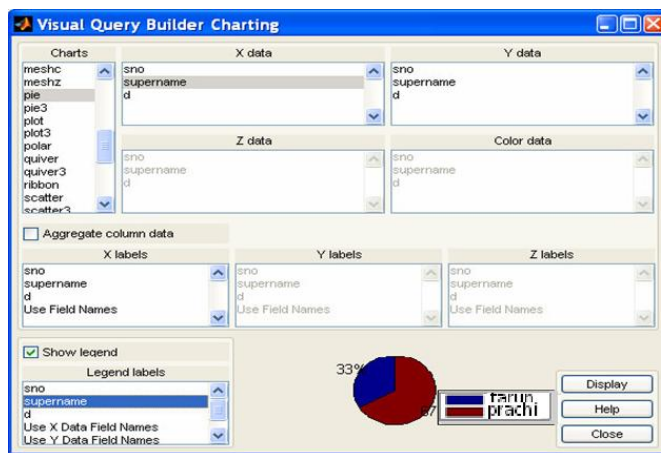 Visual Query Builder Charting
Charts
meshc
meshz
pie
pie3
plot
plot3
polar
quiver
quiver3
ribbon
scatter
scatter3
X data
sno
supername
d
Y data
sno
supername
d
Z data
sno
supername
d
Color data
sno
supername
d
Aggregate column data
X labels
sno
supername
d
Use Field Names
Y labels
sno
supername
d
Use Field Names
Z labels
sno
supername
d
Use Field Names
Show legend
Legend labels
sno
supername
d
Use X Data Field Names
Use Y Data Field Names
33%
tarun
prachi
Display
Help
Close